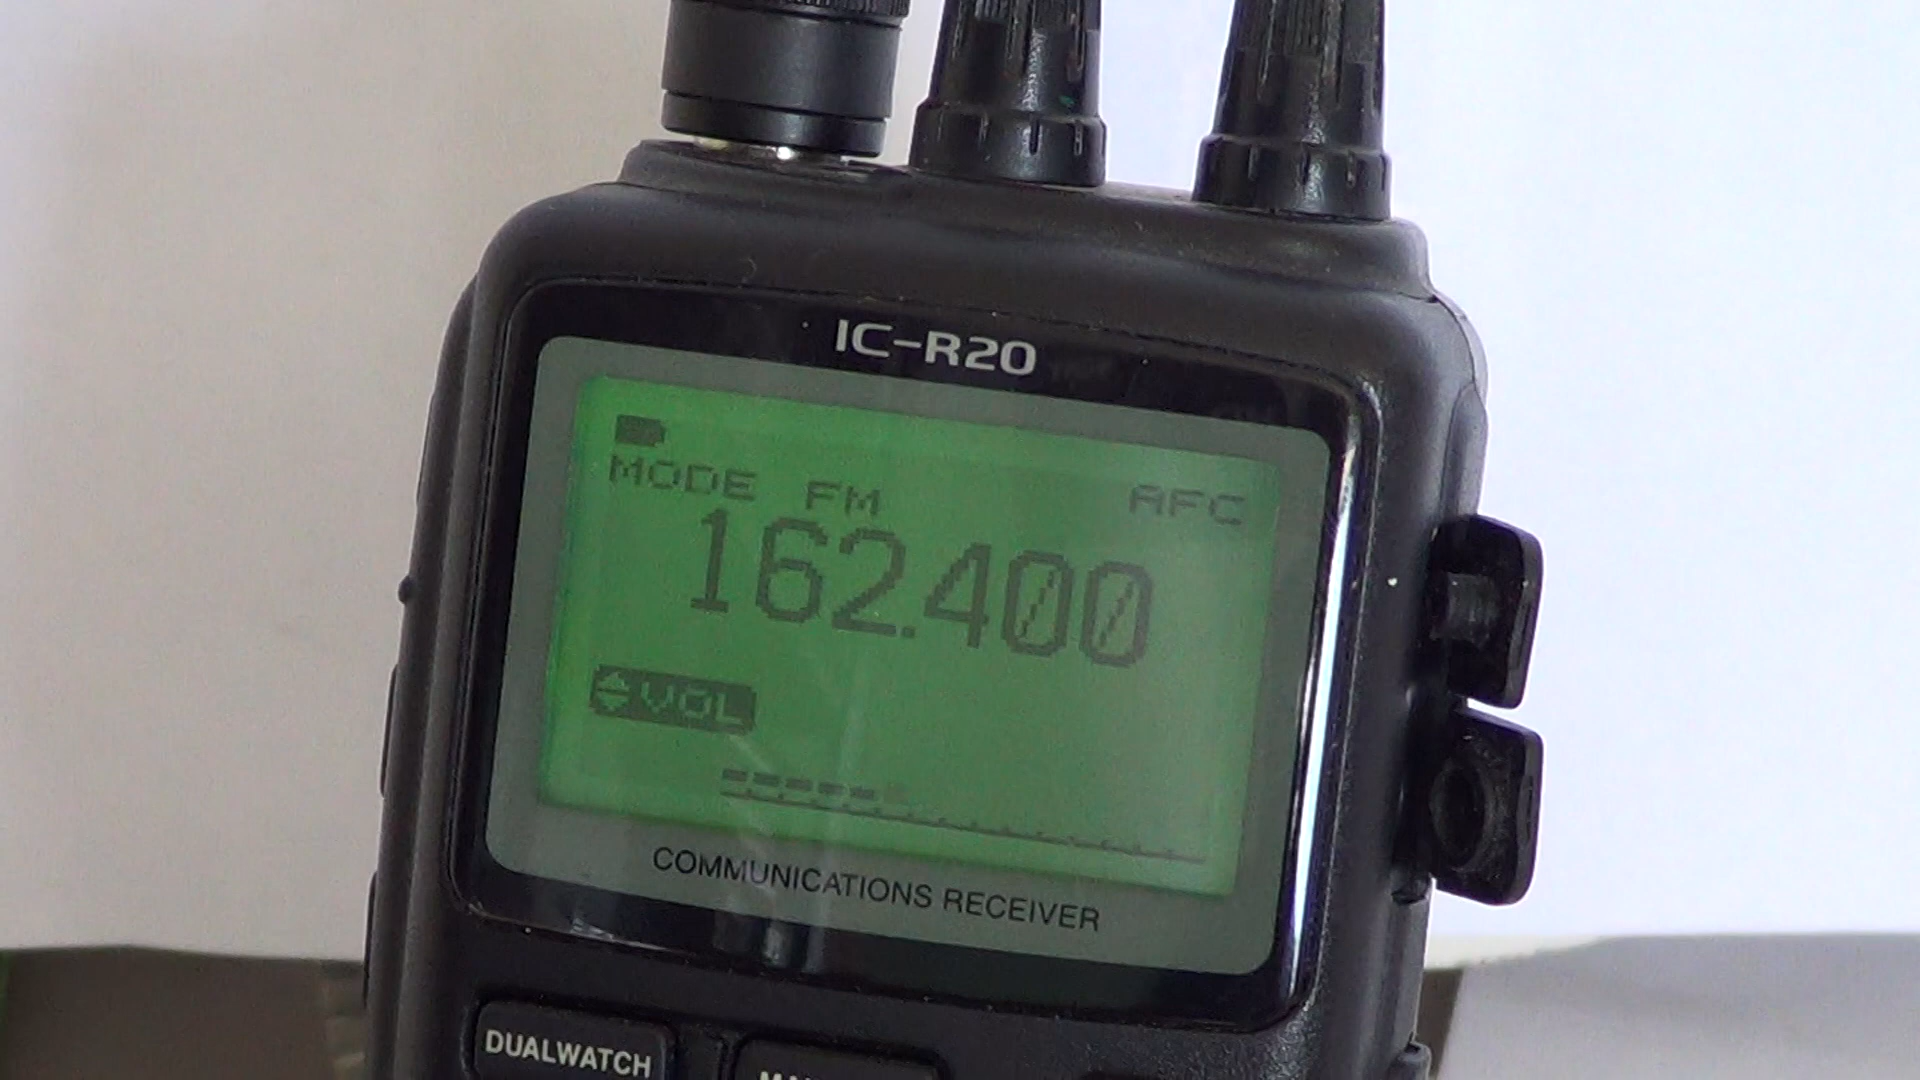 IC-R20
MODE FM AFC
162.400
VOL
COMMUNICATIONS RECEIVER
DUALWATCH